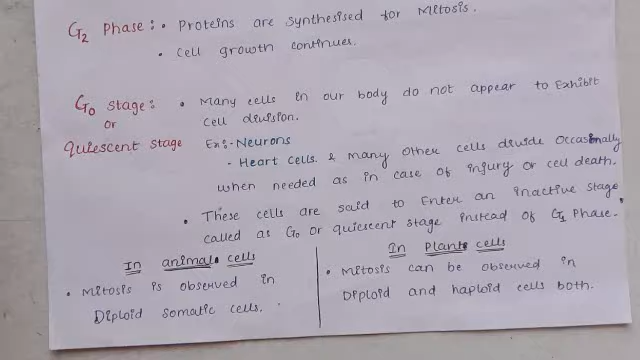 G2 Phase:- • Proteins are synthesised for Mitosis.
• Cell growth continues.
G0 stage:- • Many cells in our body do not appear to Exhibit
or cell division.
Quiescent stage Ex:- Neurons
- Heart cells. & many other cells divide occasionally
when needed as in case of injury or cell death.
• These cells are said to Enter an inactive stage
called as G0 or quiescent stage instead of G1 Phase.
In animal cells
• Mitosis is observed in
Diploid somatic cells.
In Plant cells
• Mitosis can be observed in
Diploid and haploid cells both.